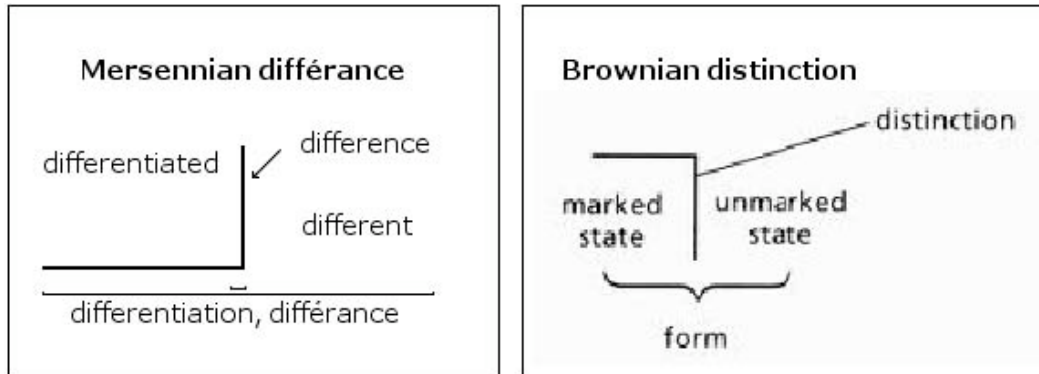 Mersennian différance
differentiated
difference
different
differentiation, différance
Brownian distinction
distinction
marked
state
unmarked
state
form